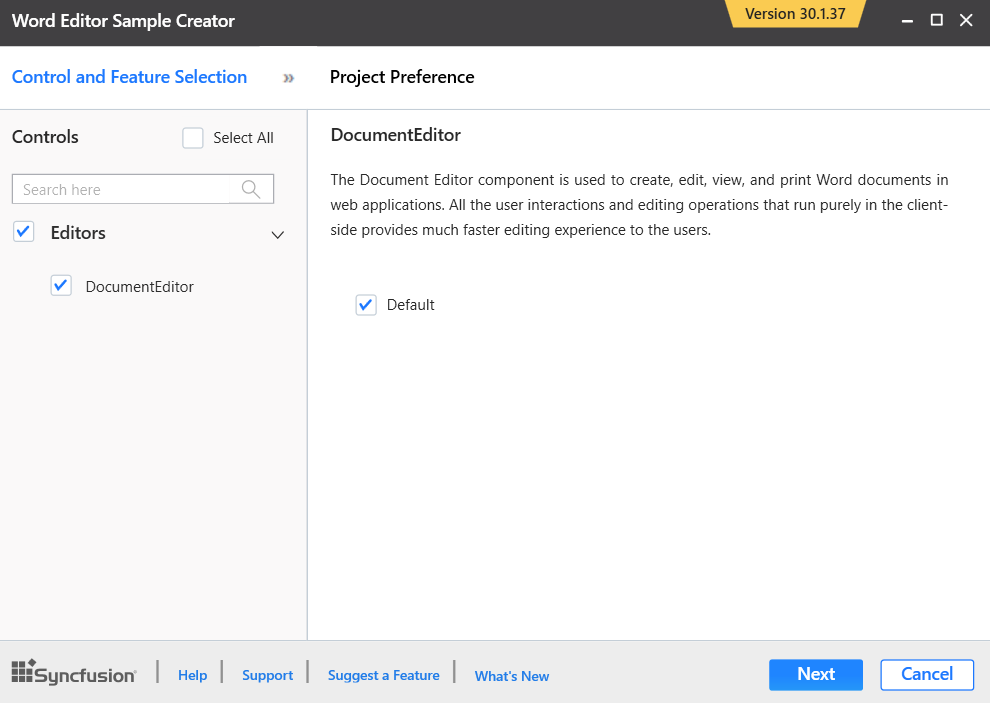 Word Editor Sample Creator
Version 30.1.37
Control and Feature Selection
Project Preference
Controls
Select All
Search here
Editors
DocumentEditor
DocumentEditor
The Document Editor component is used to create, edit, view, and print Word documents in
web applications. All the user interactions and editing operations that run purely in the client-
side provides much faster editing experience to the users.
Default
Syncfusion
Help
Support
Suggest a Feature
What's New
Next
Cancel